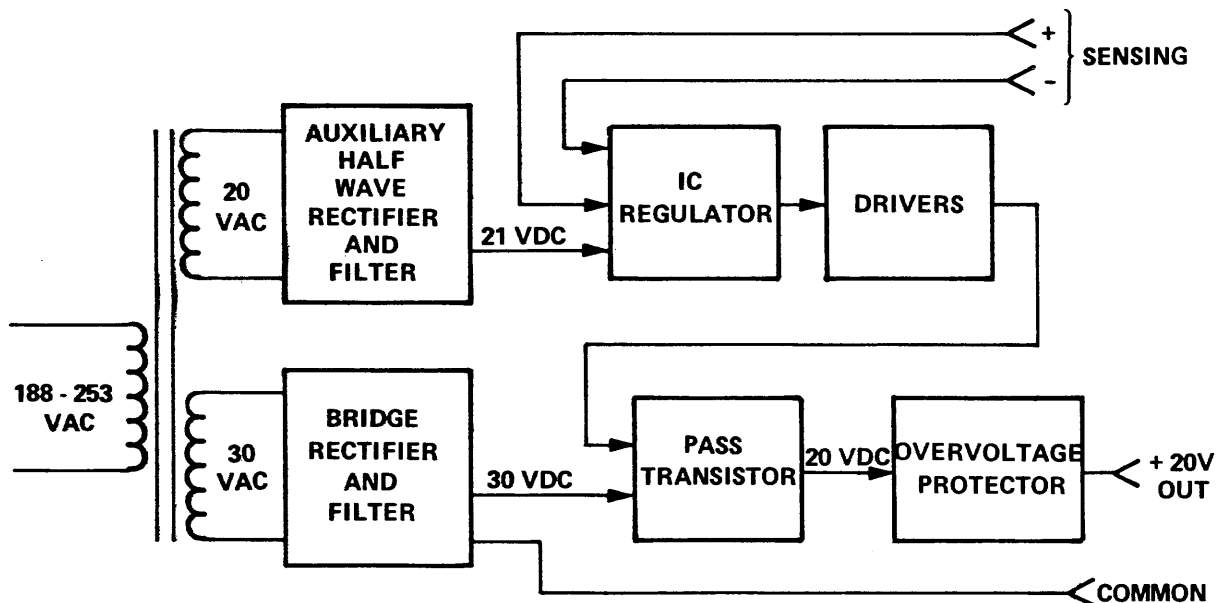 +
-
SENSING
AUXILIARY
HALF
WAVE
RECTIFIER
AND
FILTER
20
VAC
21 VDC
IC
REGULATOR
DRIVERS
188 - 253
VAC
30
VAC
BRIDGE
RECTIFIER
AND
FILTER
30 VDC
PASS
TRANSISTOR
20 VDC
OVERVOLTAGE
PROTECTOR
+ 20V
OUT
COMMON